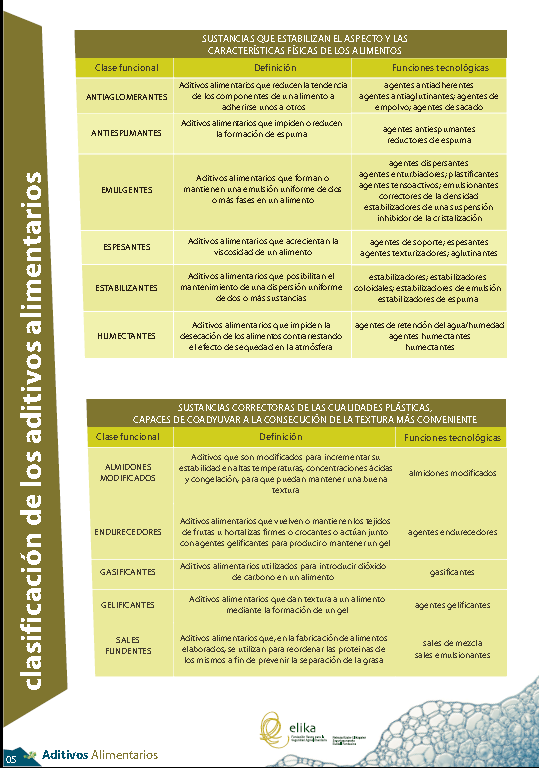 clasificación de los aditivos alimentarios
SUSTANCIAS QUE ESTABILIZAN EL ASPECTO Y LAS
CARACTERÍSTICAS FÍSICAS DE LOS ALIMENTOS
Clase funcional Definición Funciones tecnológicas
ANTIAGLOMERANTES
Aditivos alimentarios que reducen la tendencia
de los componentes de un alimento a
adherirse unos a otros
agentes antiadherentes
agentes antiaglutinantes; agentes de
empolvo; agentes de sacado
ANTIESPUMANTES
Aditivos alimentarios que impiden o reducen
la formación de espuma
agentes antiespumantes
reductores de espuma
EMULGENTES
Aditivos alimentarios que forman o
mantienen una emulsión uniforme de dos
o más fases en un alimento
agentes dispersantes
agentes enturbiadores; plastificantes
agentes tensoactivos; emulsionantes
correctores de la densidad
estabilizadores de una suspensión
inhibidor de la cristalización
ESPESANTES
Aditivos alimentarios que acrecientan la
viscosidad de un alimento
agentes de soporte; espesantes
agentes texturizadores; aglutinantes
ESTABILIZANTES
Aditivos alimentarios que posibilitan el
mantenimiento de una dispersión uniforme
de dos o más sustancias
estabilizadores; estabilizadores
coloidales; estabilizadores de emulsión
estabilizadores de espuma
HUMECTANTES
Aditivos alimentarios que impiden la
desecación de los alimentos contrarrestando
el efecto de sequedad en la atmósfera
agentes de retención del agua/humedad
agentes humectantes
humectantes
SUSTANCIAS CORRECTORAS DE LAS CUALIDADES PLÁSTICAS,
CAPACES DE COADYUVAR A LA CONSECUCIÓN DE LA TEXTURA MÁS CONVENIENTE
Clase funcional Definición Funciones tecnológicas
ALMIDONES
MODIFICADOS
Aditivos que son modificados para incrementar su
estabilidad en altas temperaturas, concentraciones ácidas
y congelación, para que puedan mantener una buena
textura
almidones modificados
ENDURECEDORES
Aditivos alimentarios que vuelven o mantienen los tejidos
de frutas u hortalizas firmes o crocantes o actúan junto
con agentes gelificantes para producir o mantener un gel
agentes endurecedores
GASIFICANTES
Aditivos alimentarios utilizados para introducir dióxido
de carbono en un alimento
gasificantes
GELIFICANTES
Aditivos alimentarios que dan textura a un alimento
mediante la formación de un gel
agentes gelificantes
SALES
FUNDENTES
Aditivos alimentarios que, en la fabricación de alimentos
elaborados, se utilizan para reordenar las proteinas de
los mismos a fin de prevenir la separación de la grasa
sales de mezcla
sales emulsionantes
elika
05 Aditivos Alimentarios